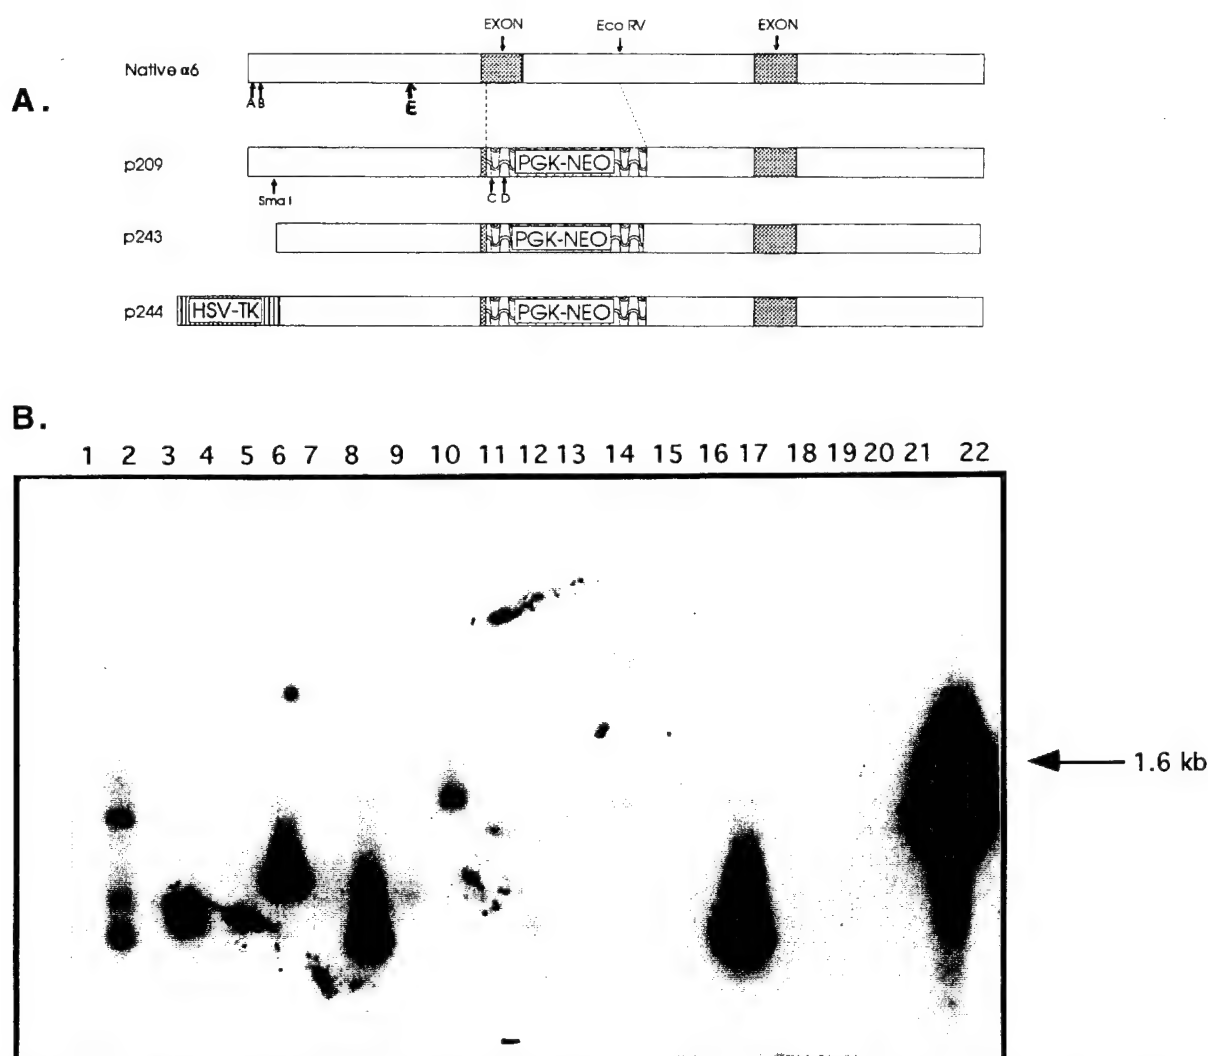 EXON Eco RV EXON
Native α6
A B E
A.
p209 PGK-NEO
Sma I C D
p243 PGK-NEO
p244 HSV-TK PGK-NEO
B.
1 2 3 4 5 6 7 8 9 10 11 12 13 14 15 16 17 18 19 20 21 22
1.6 kb